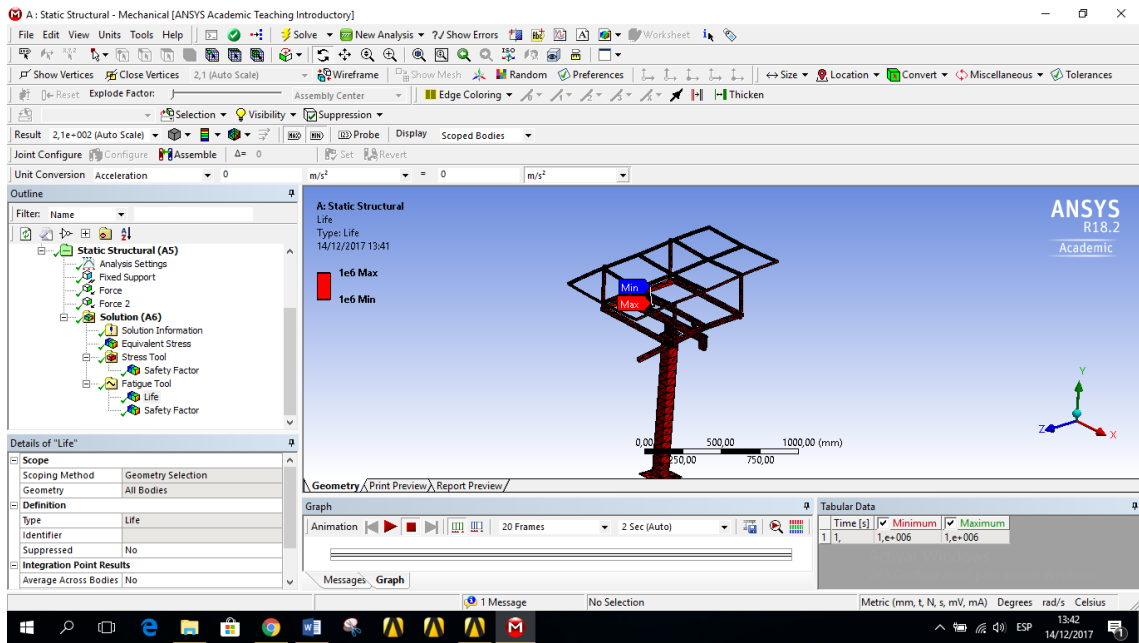 A : Static Structural - Mechanical [ANSYS Academic Teaching Introductory]
File Edit View Units Tools Help Solve New Analysis ?/ Show Errors Worksheet
Show Vertices Close Vertices 2,1 (Auto Scale) Wireframe Show Mesh Random Preferences Size Location Convert Miscellaneous Tolerances
Reset Explode Factor: Assembly Center Edge Coloring Thicken
Selection Visibility Suppression
Result 2,1e+002 (Auto Scale) Probe Display Scoped Bodies
Joint Configure Configure Assemble Δ= 0 Set Revert
Unit Conversion Acceleration 0 m/s² = 0 m/s²
Outline
Filter: Name
Static Structural (A5)
Analysis Settings
Fixed Support
Force
Force 2
Solution (A6)
Solution Information
Equivalent Stress
Stress Tool
Safety Factor
Fatigue Tool
Life
Safety Factor
Details of "Life"
Scope
Scoping Method Geometry Selection
Geometry All Bodies
Definition
Type Life
Identifier
Suppressed No
Integration Point Results
Average Across Bodies No
A: Static Structural
Life
Type: Life
14/12/2017 13:41
1e6 Max
1e6 Min
Min
Max
ANSYS
R18.2
Academic
Y
Z
X
0,00 500,00 1000,00 (mm)
250,00 750,00
Geometry Print Preview Report Preview
Graph
Animation 20 Frames 2 Sec (Auto)
Messages Graph
Tabular Data
Time [s] Minimum Maximum
1 1, 1,e+006 1,e+006
1 Message No Selection Metric (mm, t, N, s, mV, mA) Degrees rad/s Celsius
ESP 13:42
14/12/2017